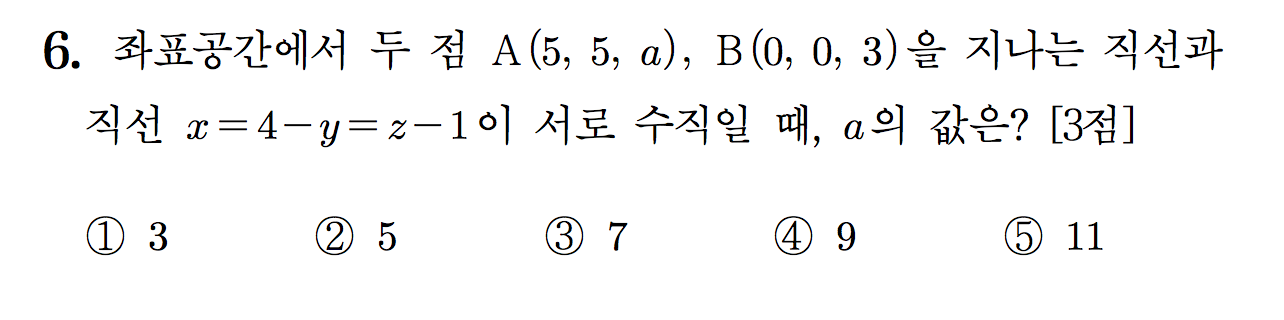 6. 좌표공간에서 두 점 A(5, 5, a), B(0, 0, 3)을 지나는 직선과
직선 x=4-y=z-1이 서로 수직일 때, a의 값은? [3점]
① 3 ② 5 ③ 7 ④ 9 ⑤ 11